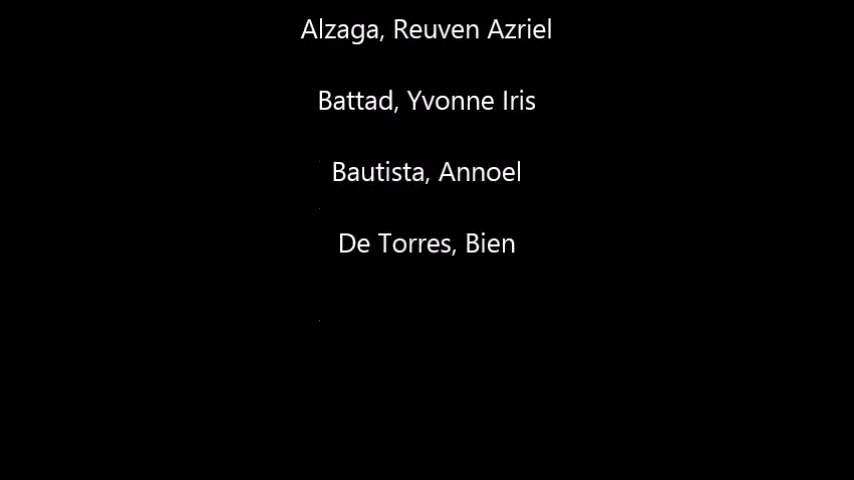 Alzaga, Reuven Azriel
Battad, Yvonne Iris
Bautista, Annoel
De Torres, Bien